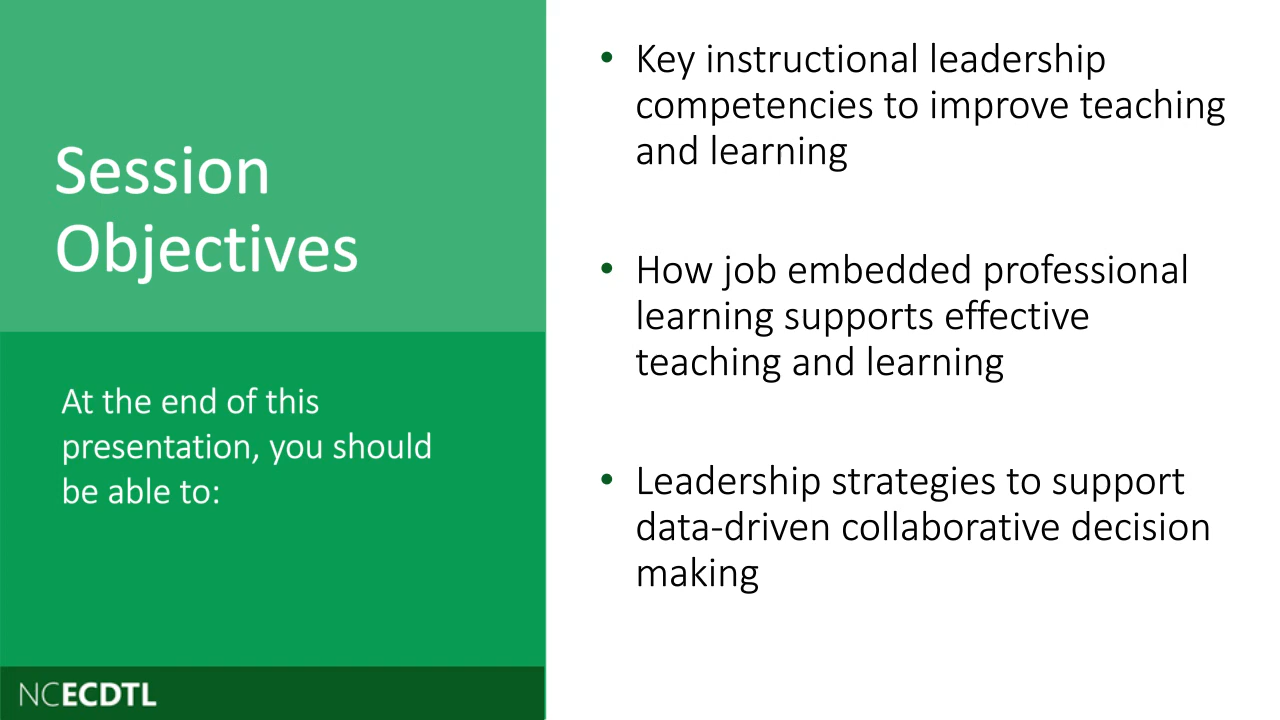 Session
Objectives
At the end of this
presentation, you should
be able to:
• Key instructional leadership
competencies to improve teaching
and learning
• How job embedded professional
learning supports effective
teaching and learning
• Leadership strategies to support
data-driven collaborative decision
making
NCECDTL